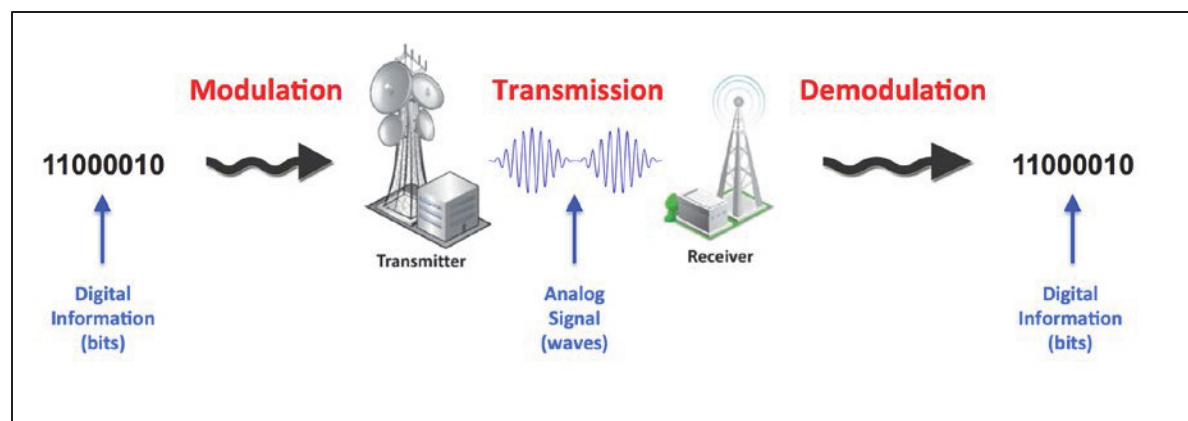 Modulation
Transmission
Demodulation
11000010
11000010
Transmitter
Receiver
Digital
Information
(bits)
Analog
Signal
(waves)
Digital
Information
(bits)